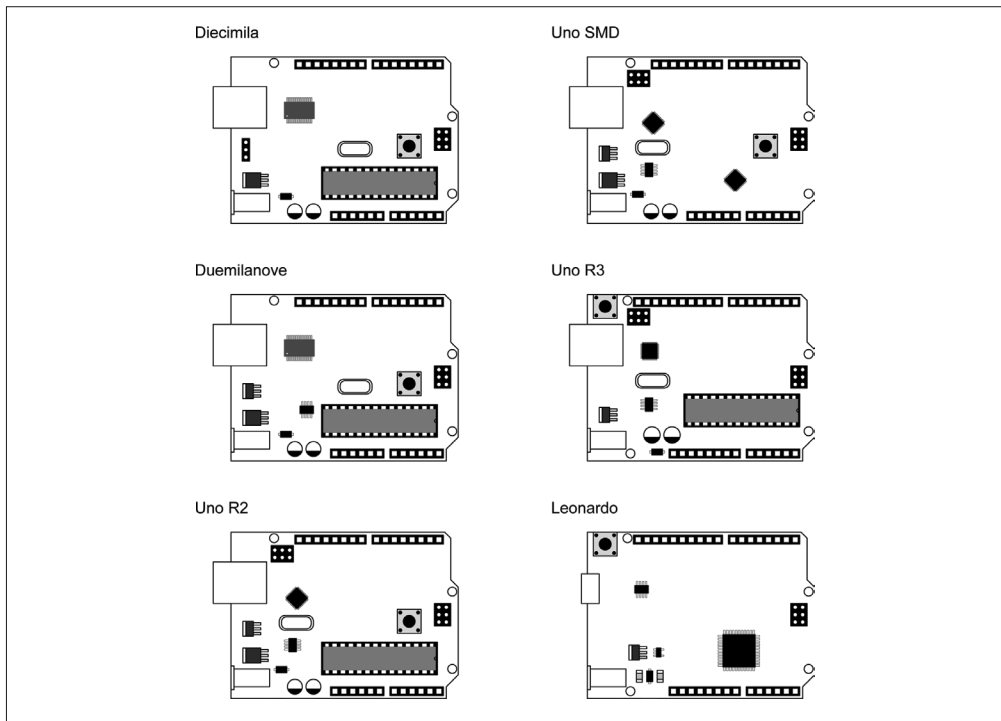 Diecimila
Uno SMD
Duemilanove
Uno R3
Uno R2
Leonardo